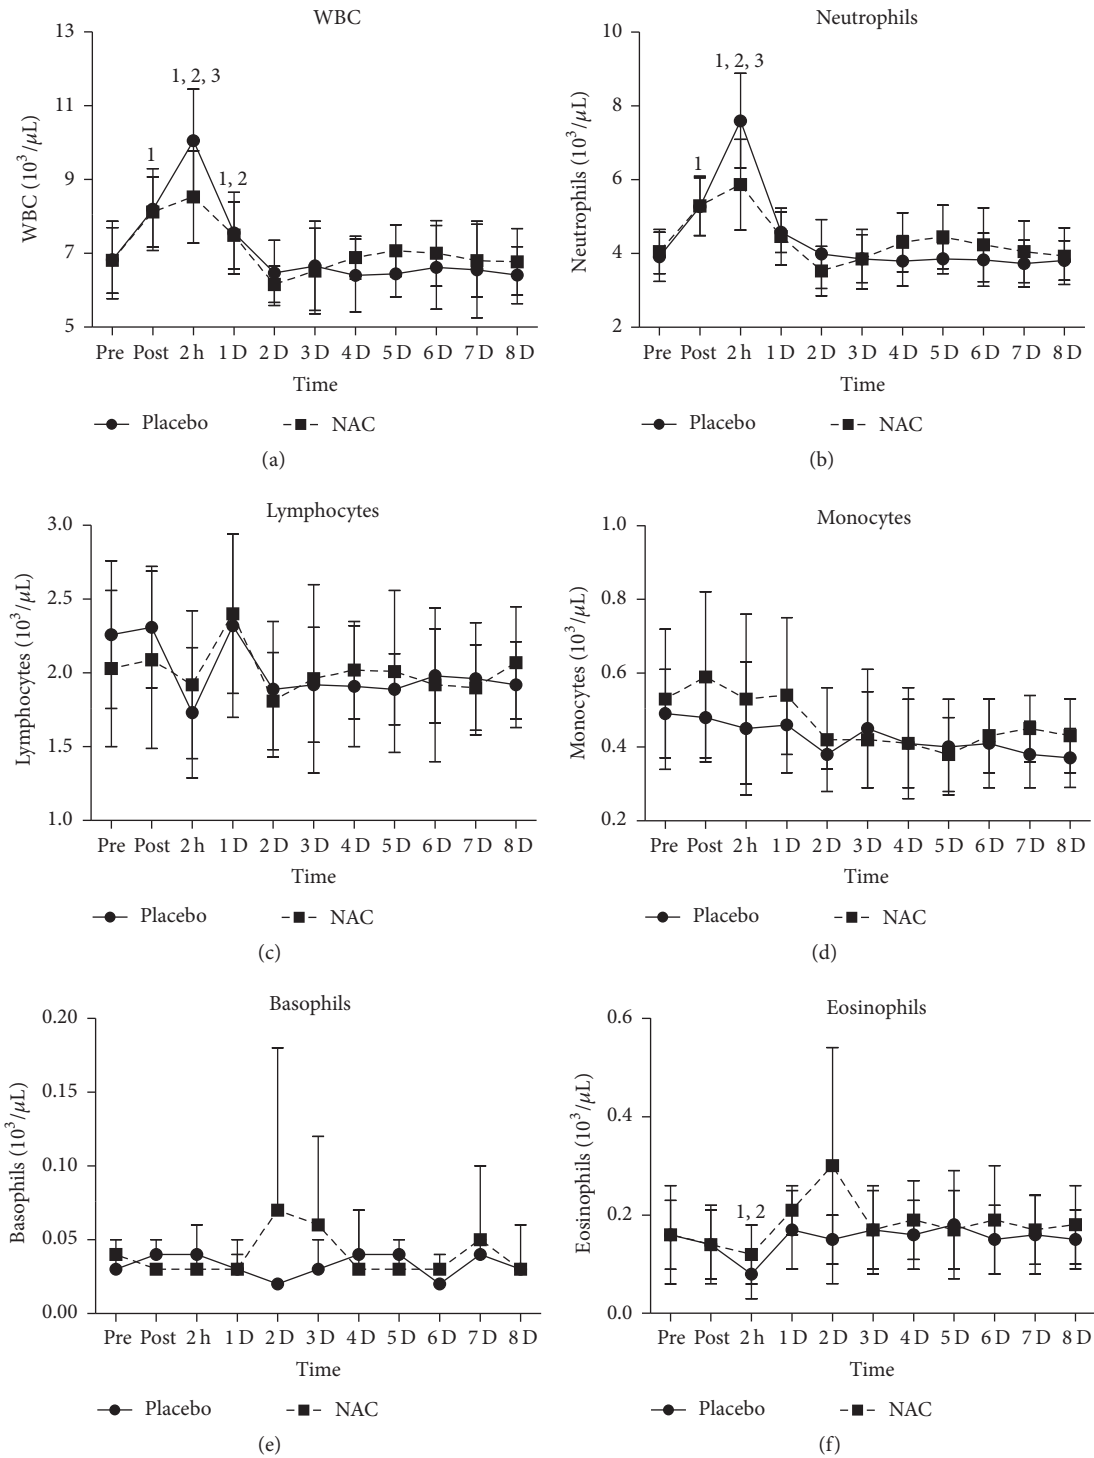 WBC
13
11
9
7
5
WBC (10³/μL)
1
1, 2, 3
1, 2
Pre Post 2 h 1 D 2 D 3 D 4 D 5 D 6 D 7 D 8 D
Time
Placebo NAC
(a)
Neutrophils
10
8
6
4
2
Neutrophils (10³/μL)
1
1, 2, 3
Pre Post 2 h 1 D 2 D 3 D 4 D 5 D 6 D 7 D 8 D
Time
Placebo NAC
(b)
Lymphocytes
3.0
2.5
2.0
1.5
1.0
Lymphocytes (10³/μL)
Pre Post 2 h 1 D 2 D 3 D 4 D 5 D 6 D 7 D 8 D
Time
Placebo NAC
(c)
Monocytes
1.0
0.8
0.6
0.4
0.2
Monocytes (10³/μL)
Pre Post 2 h 1 D 2 D 3 D 4 D 5 D 6 D 7 D 8 D
Time
Placebo NAC
(d)
Basophils
0.20
0.15
0.10
0.05
0.00
Basophils (10³/μL)
Pre Post 2 h 1 D 2 D 3 D 4 D 5 D 6 D 7 D 8 D
Time
Placebo NAC
(e)
Eosinophils
0.6
0.4
0.2
0.0
Eosinophils (10³/μL)
1, 2
Pre Post 2 h 1 D 2 D 3 D 4 D 5 D 6 D 7 D 8 D
Time
Placebo NAC
(f)